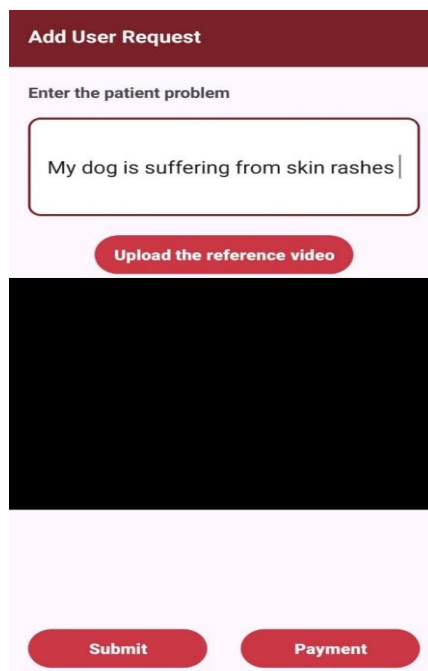 Add User Request
Enter the patient problem
My dog is suffering from skin rashes
Upload the reference video
Submit
Payment